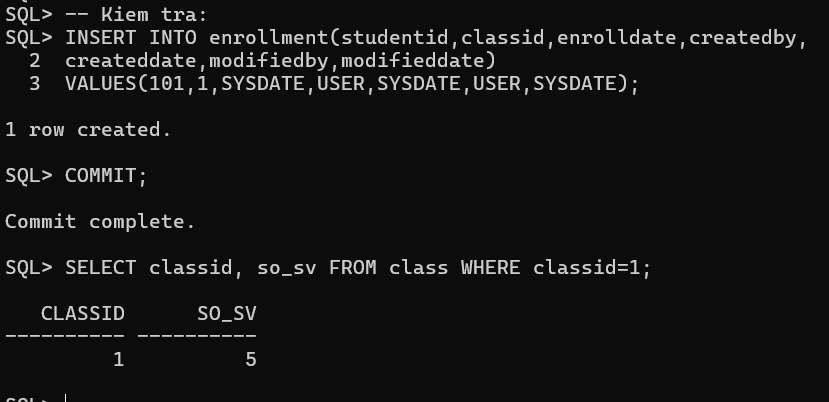 SQL> -- Kiem tra:
SQL> INSERT INTO enrollment(studentid,classid,enrolldate,createdby,
  2  createddate,modifiedby,modifieddate)
  3  VALUES(101,1,SYSDATE,USER,SYSDATE,USER,SYSDATE);
1 row created.
SQL> COMMIT;
Commit complete.
SQL> SELECT classid, so_sv FROM class WHERE classid=1;
   CLASSID      SO_SV
---------- ----------
         1          5
SQL>